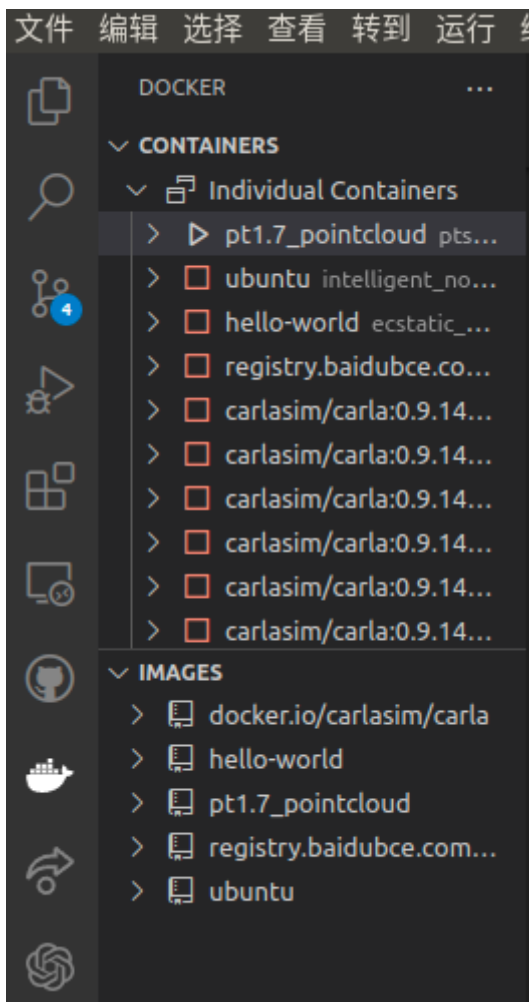 文件 编辑 选择 查看 转到 运行
DOCKER ...
CONTAINERS
Individual Containers
pt1.7_pointcloud pts...
ubuntu intelligent_no...
hello-world ecstatic_...
registry.baidubce.co...
4
carlasim/carla:0.9.14...
carlasim/carla:0.9.14...
carlasim/carla:0.9.14...
carlasim/carla:0.9.14...
carlasim/carla:0.9.14...
carlasim/carla:0.9.14...
IMAGES
docker.io/carlasim/carla
hello-world
pt1.7_pointcloud
registry.baidubce.com...
ubuntu